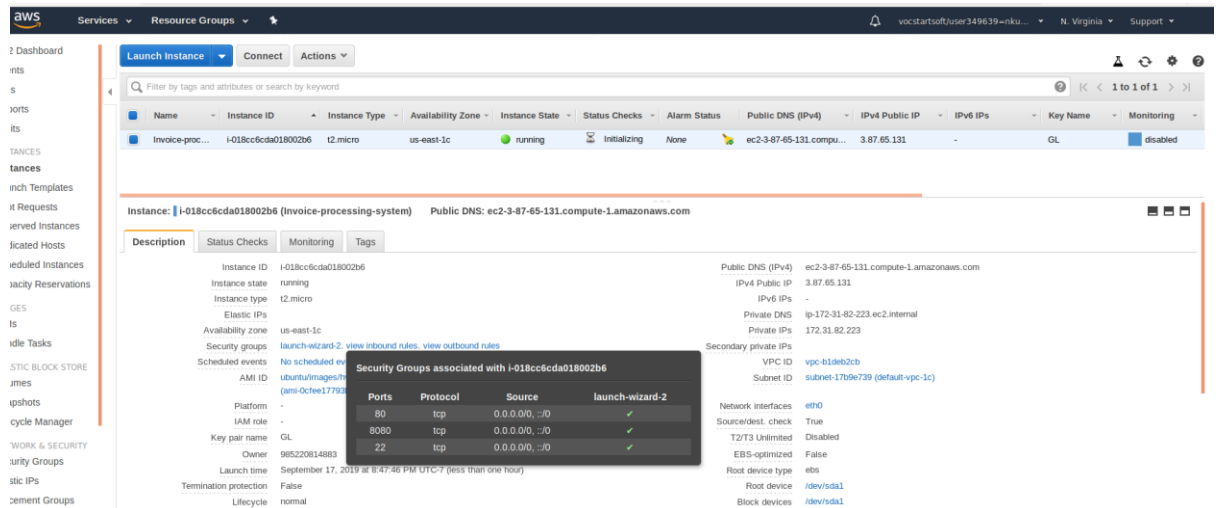 aws Services Resource Groups vocstartsoft/user349639=nku... N. Virginia Support
2 Dashboard
ents
s
ports
its
TANCES
tances
unch Templates
ot Requests
served Instances
dicated Hosts
heduled Instances
pacity Reservations
GES
Is
ndle Tasks
STIC BLOCK STORE
umes
apshots
ecycle Manager
TWORK & SECURITY
curity Groups
stic IPs
cement Groups
Launch Instance Connect Actions
Filter by tags and attributes or search by keyword 1 to 1 of 1
Name Instance ID Instance Type Availability Zone Instance State Status Checks Alarm Status Public DNS (IPv4) IPv4 Public IP IPv6 IPs Key Name Monitoring
Invoice-proc... i-018cc6cda018002b6 t2.micro us-east-1c running Initializing None ec2-3-87-65-131.compu... 3.87.65.131 - GL disabled
Instance: i-018cc6cda018002b6 (Invoice-processing-system) Public DNS: ec2-3-87-65-131.compute-1.amazonaws.com
Description Status Checks Monitoring Tags
Instance ID i-018cc6cda018002b6 Public DNS (IPv4) ec2-3-87-65-131.compute-1.amazonaws.com
Instance state running IPv4 Public IP 3.87.65.131
Instance type t2.micro IPv6 IPs -
Elastic IPs Private DNS ip-172-31-82-223.ec2.internal
Availability zone us-east-1c Private IPs 172.31.82.223
Security groups launch-wizard-2. view inbound rules. view outbound rules Secondary private IPs
Scheduled events No scheduled ev VPC ID vpc-b1deb2cb
AMI ID ubuntu/images/h Subnet ID subnet-17b9e739 (default-vpc-1c)
(ami-0cfee17793
Platform - Network interfaces eth0
IAM role - Source/dest. check True
Key pair name GL T2/T3 Unlimited Disabled
Owner 985220814883 EBS-optimized False
Launch time September 17, 2019 at 8:47:46 PM UTC-7 (less than one hour) Root device type ebs
Termination protection False Root device /dev/sda1
Lifecycle normal Block devices /dev/sda1
Security Groups associated with i-018cc6cda018002b6
Ports Protocol Source launch-wizard-2
80 tcp 0.0.0.0/0, ::/0 ✔
8080 tcp 0.0.0.0/0, ::/0 ✔
22 tcp 0.0.0.0/0, ::/0 ✔